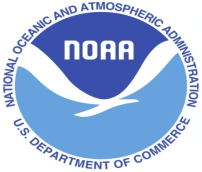 NATIONAL OCEANIC AND ATMOSPHERIC ADMINISTRATION
NOAA
U.S. DEPARTMENT OF COMMERCE